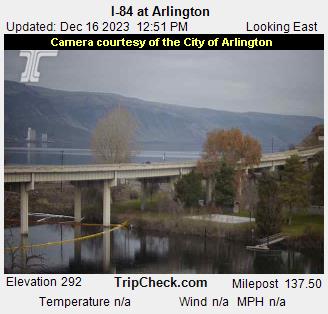 I-84 at Arlington
Updated: Dec 16 2023 12:51 PM Looking East
Camera courtesy of the City of Arlington
Elevation 292 TripCheck.com Milepost 137.50
Temperature n/a Wind n/a MPH n/a